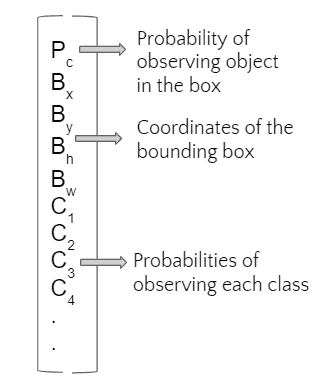 P_c
Probability of
observing object
in the box
B_x
B_y
B_h
Coordinates of the
bounding box
B_w
C_1
C_2
C_3
Probabilities of
observing each class
C_4
.
.